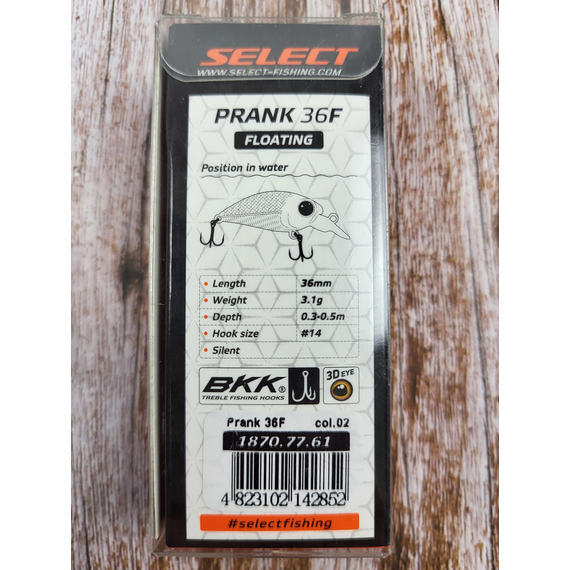 SELECT
WWW.SELECT-FISHING.COM
PRANK 36F
FLOATING
Position in water
• Length 36mm
• Weight 3.1g
• Depth 0.3-0.5m
• Hook size #14
• Silent
BKK® 3D EYE
TREBLE FISHING HOOKS
Prank 36F col.02
1870.77.61
4 823102 142852
#selectfishing